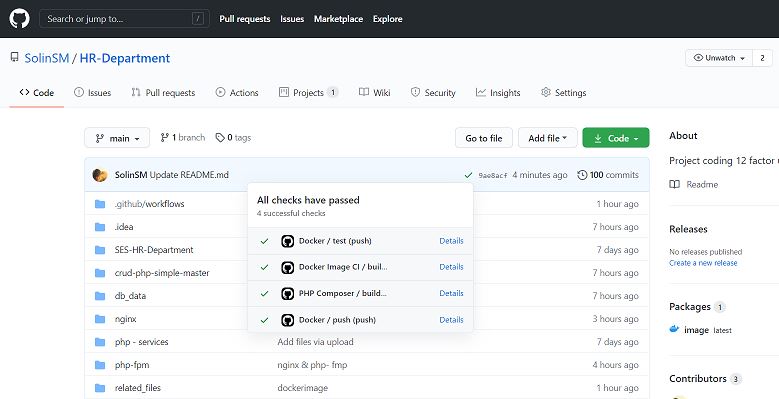 Search or jump to... / Pull requests Issues Marketplace Explore
SolinSM / HR-Department Unwatch 2
Code Issues Pull requests Actions Projects 1 Wiki Security Insights Settings
main 1 branch 0 tags Go to file Add file Code
SolinSM Update README.md 9ae8acf 4 minutes ago 100 commits
.github/workflows 1 hour ago
.idea 7 hours ago
SES-HR-Department 7 days ago
crud-php-simple-master 7 hours ago
db_data 7 hours ago
nginx 3 hours ago
php - services Add files via upload 7 days ago
php-fpm nginx & php- fmp 4 hours ago
related_files dockerimage 1 hour ago
All checks have passed
4 successful checks
Docker / test (push) Details
Docker Image CI / buil... Details
PHP Composer / build... Details
Docker / push (push) Details
About
Project coding 12 factor
Readme
Releases
No releases published
Create a new release
Packages 1
image latest
Contributors 3